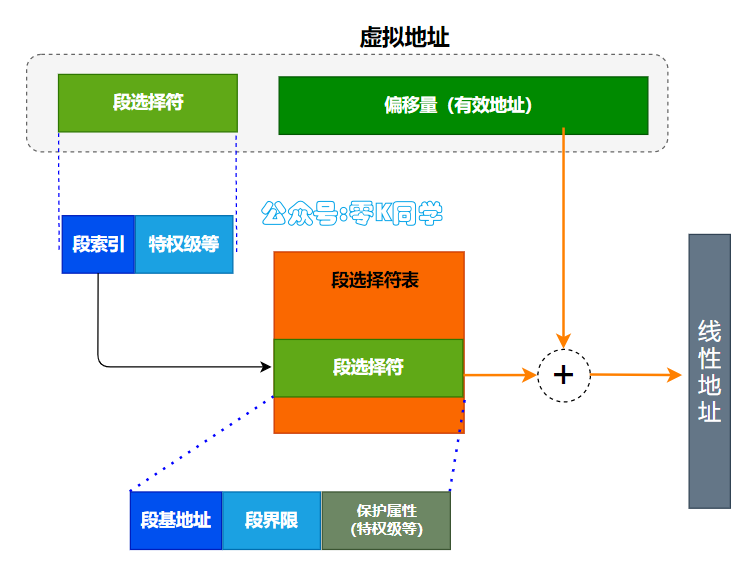 虚拟地址
段选择符
偏移量（有效地址）
公众号:零K同学
段索引
特权级等
段选择符表
段选择符
+
线性地址
段基地址
段界限
保护属性
(特权级等)